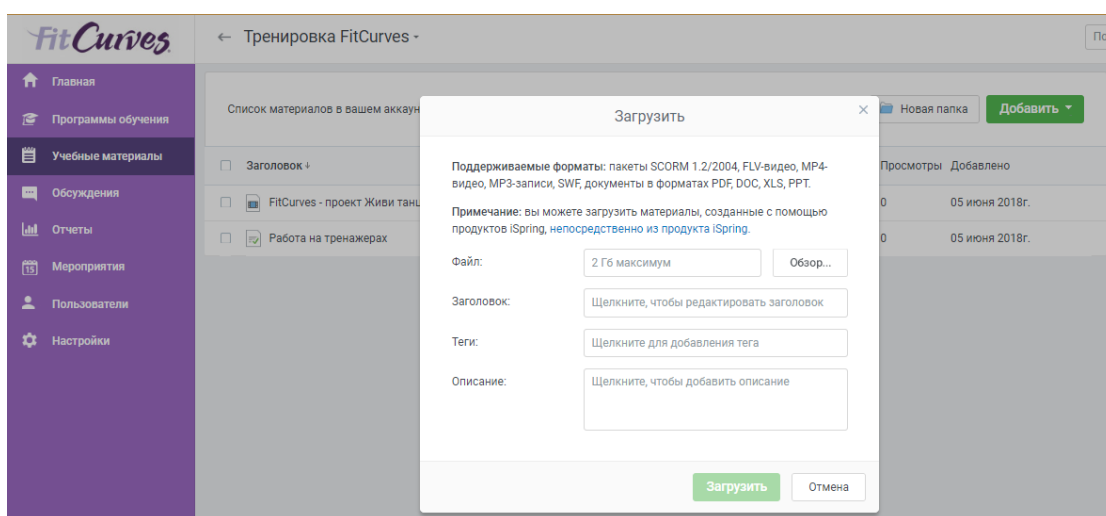 FitCurves
← Тренировка FitCurves
Главная
Программы обучения
Учебные материалы
Обсуждения
Отчеты
15
Мероприятия
Пользователи
Настройки
Список материалов в вашем аккаун
Новая папка
Добавить
Заголовок ↓
Просмотры Добавлено
FitCurves - проект Живи танц
0 05 июня 2018г.
Работа на тренажерах
0 05 июня 2018г.
Загрузить
Поддерживаемые форматы: пакеты SCORM 1.2/2004, FLV-видео, MP4-
видео, MP3-записи, SWF, документы в форматах PDF, DOC, XLS, PPT.
Примечание: вы можете загрузить материалы, созданные с помощью
продуктов iSpring, непосредственно из продукта iSpring.
Файл: 2 Гб максимум Обзор...
Заголовок: Щелкните, чтобы редактировать заголовок
Теги: Щелкните для добавления тега
Описание: Щелкните, чтобы добавить описание
Загрузить Отмена